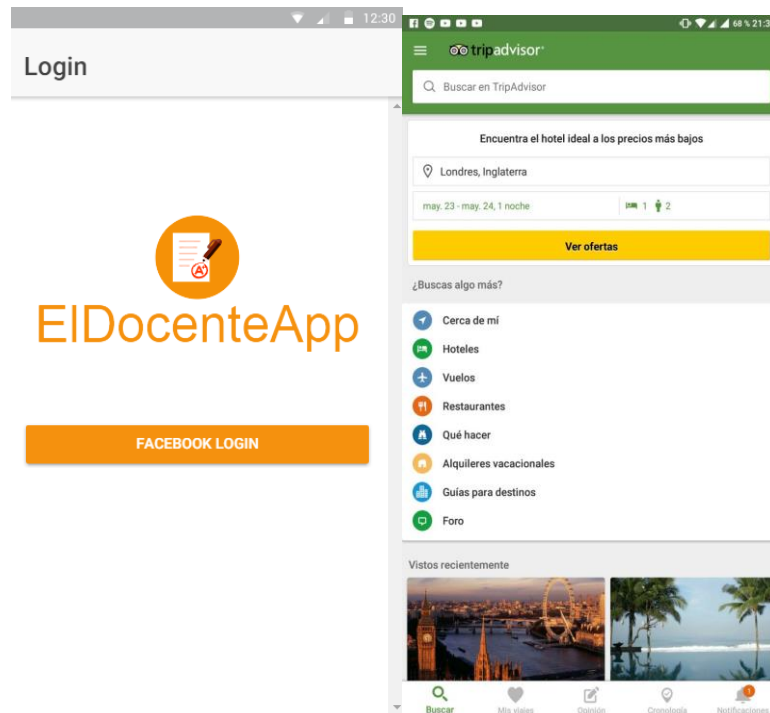 12:30
Login
ElDocenteApp
FACEBOOK LOGIN
68 % 21:3
tripadvisor
Buscar en TripAdvisor
Encuentra el hotel ideal a los precios más bajos
Londres, Inglaterra
may. 23 - may. 24, 1 noche 1 2
Ver ofertas
¿Buscas algo más?
Cerca de mí
Hoteles
Vuelos
Restaurantes
Qué hacer
Alquileres vacacionales
Guías para destinos
Foro
Vistos recientemente
Buscar Mis viajes Opinión Cronología Notificaciones